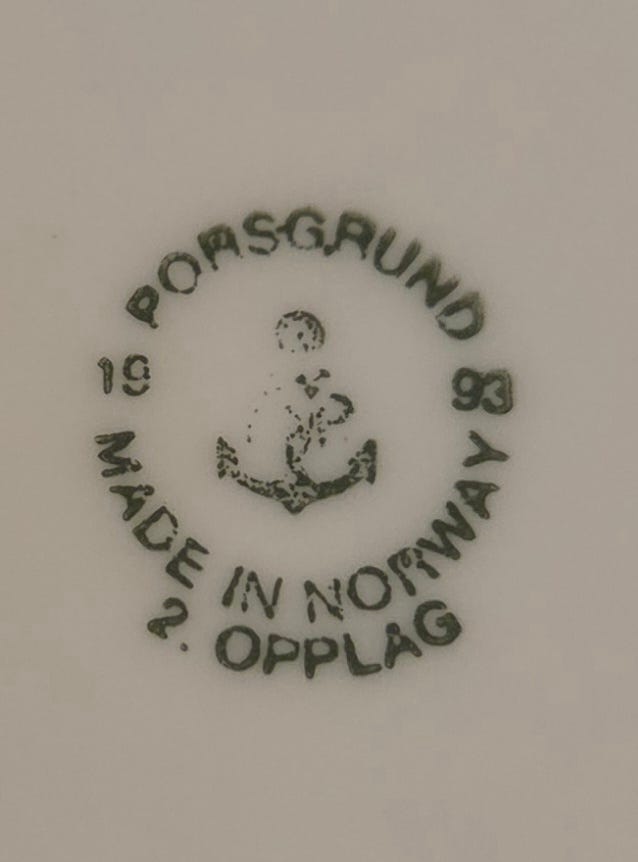 PORSGRUND
19 93
MADE IN NORWAY
2. OPPLAG